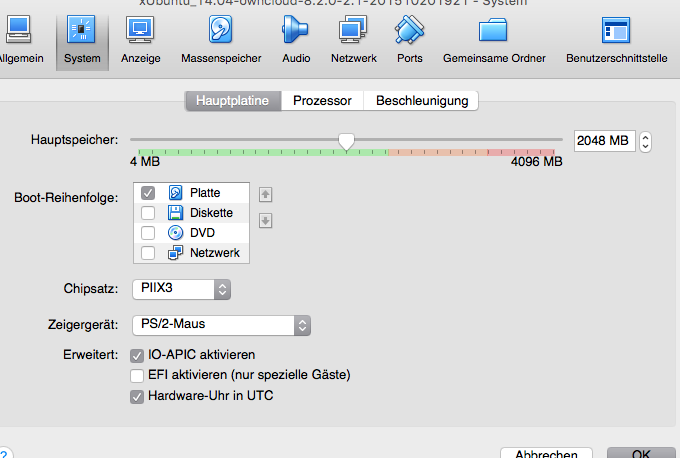 xUbuntu_14.04-owncloud-8.2.0-2.1-201510201921 - System
Allgemein
System
Anzeige
Massenspeicher
Audio
Netzwerk
Ports
Gemeinsame Ordner
Benutzerschnittstelle
Hauptplatine
Prozessor
Beschleunigung
Hauptspeicher:
2048 MB
4 MB
4096 MB
Boot-Reihenfolge:
Platte
Diskette
DVD
Netzwerk
Chipsatz:
PIIX3
Zeigergerät:
PS/2-Maus
Erweitert:
IO-APIC aktivieren
EFI aktivieren (nur spezielle Gäste)
Hardware-Uhr in UTC
?
Abbrechen
OK